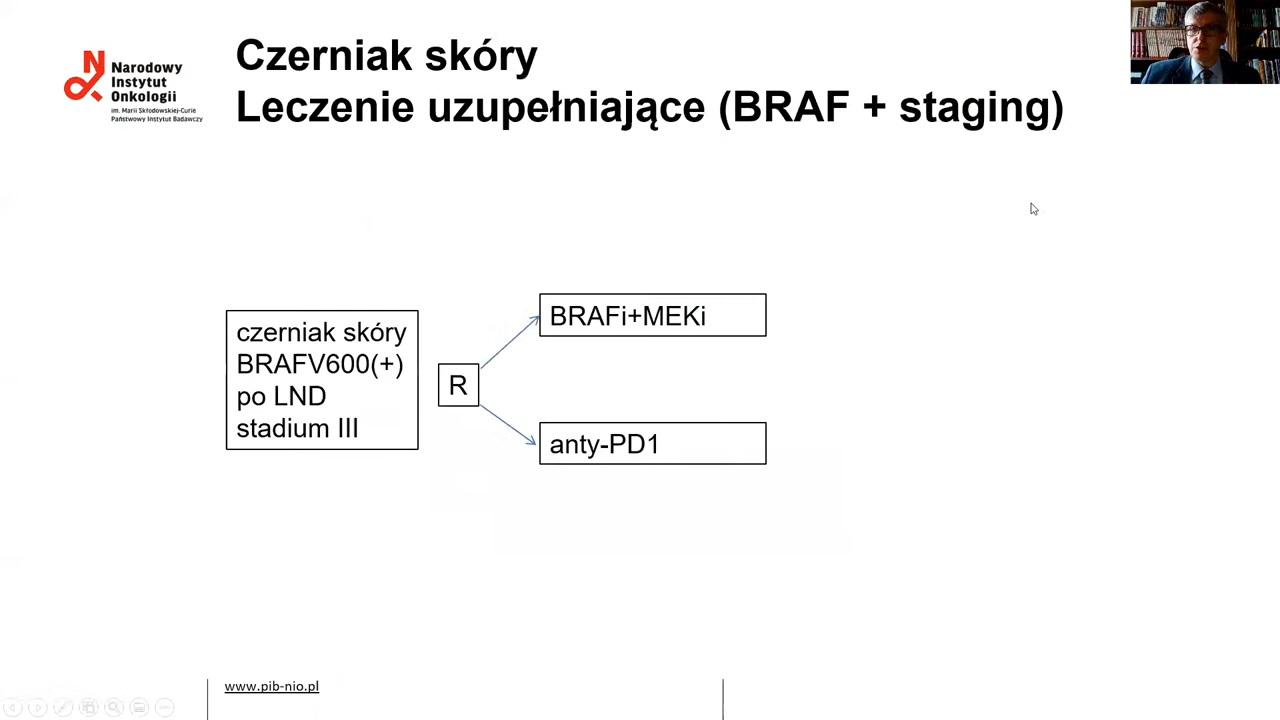 Narodowy
Instytut
Onkologii
im. Marii Skłodowskiej-Curie
Państwowy Instytut Badawczy
Czerniak skóry
Leczenie uzupełniające (BRAF + staging)
czerniak skóry
BRAFV600(+)
po LND
stadium III
R
BRAFi+MEKi
anty-PD1
www.pib-nio.pl